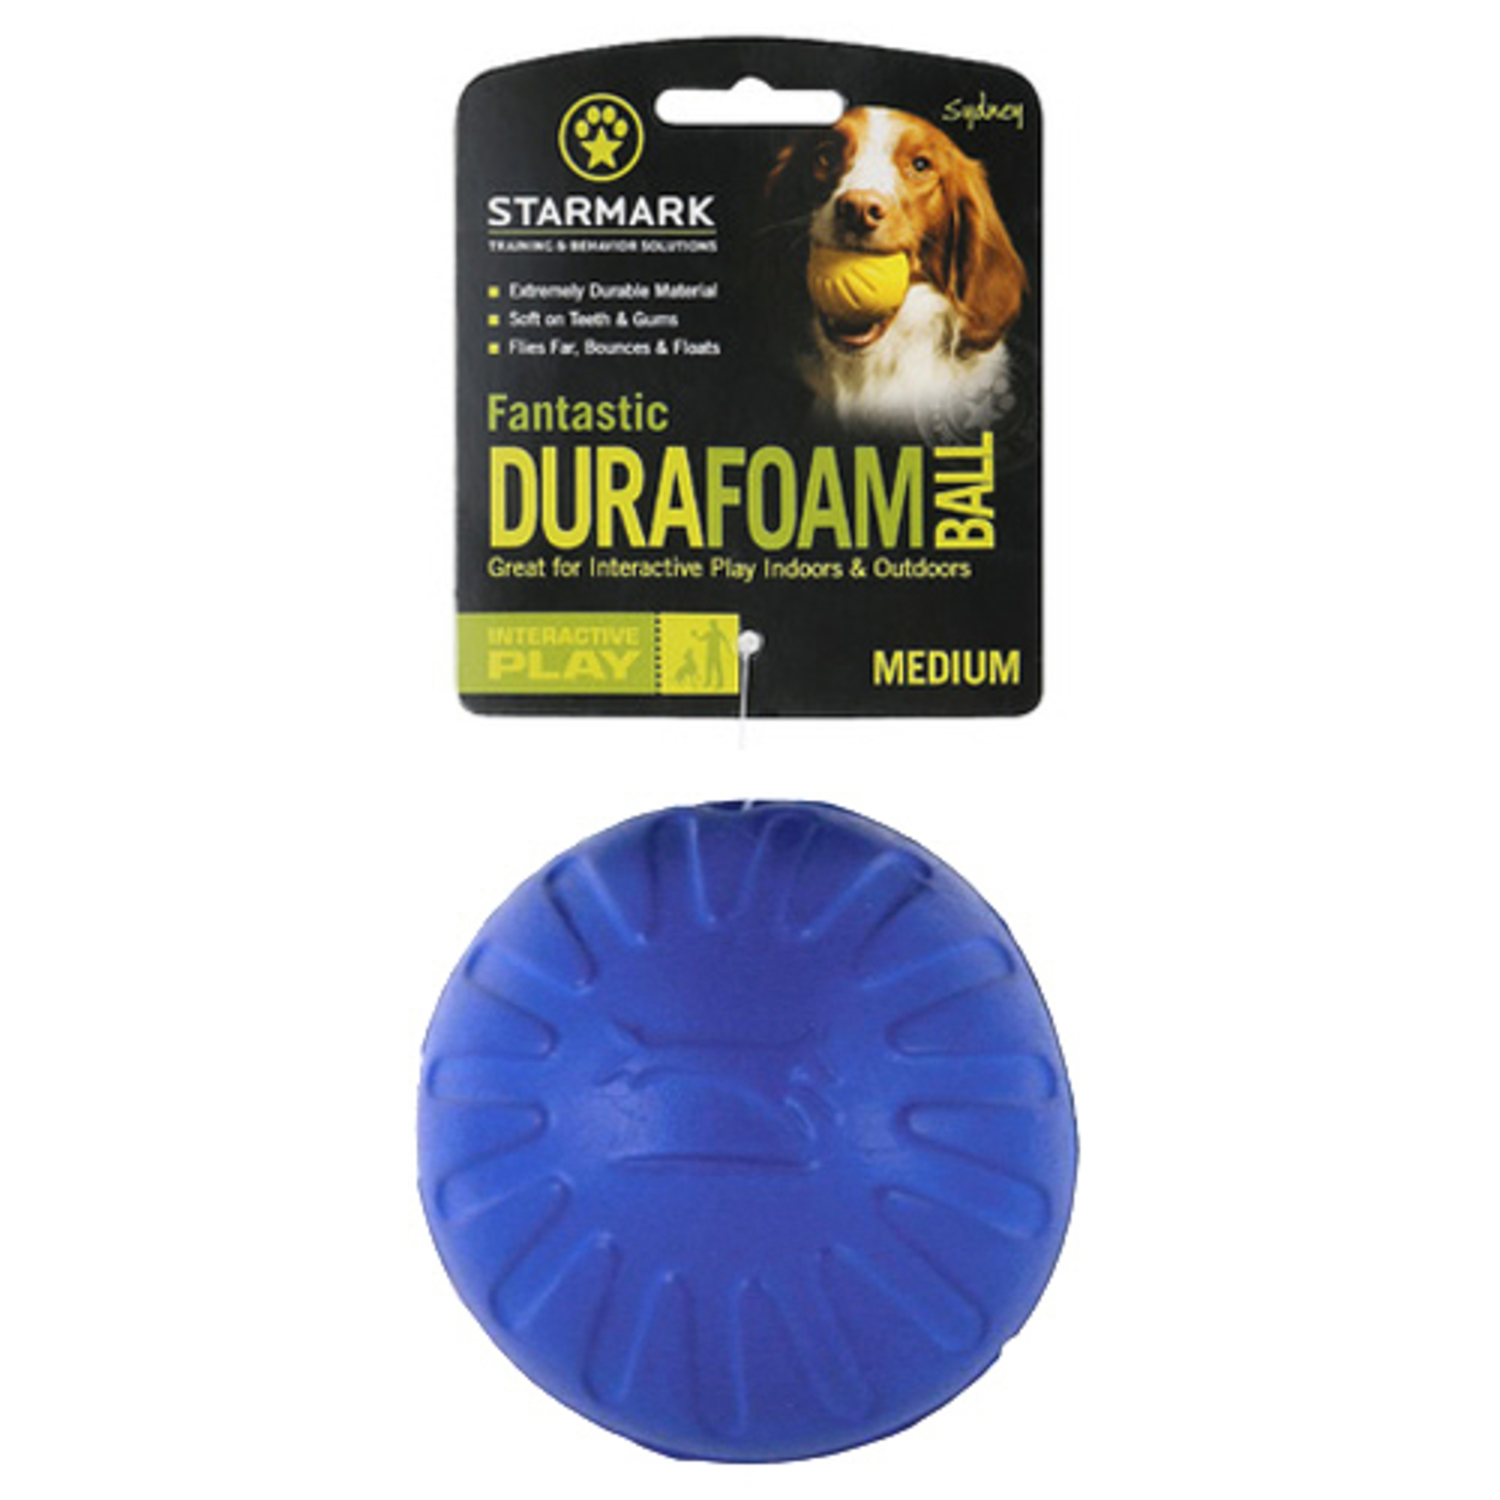 Sydney
STARMARK
TRAINING & BEHAVIOR SOLUTIONS
Extremely Durable Material
Soft on Teeth & Gums
Flies Far, Bounces & Floats
Fantastic
DURAFOAM
BALL
Great for Interactive Play Indoors & Outdoors
INTERACTIVE
PLAY
MEDIUM